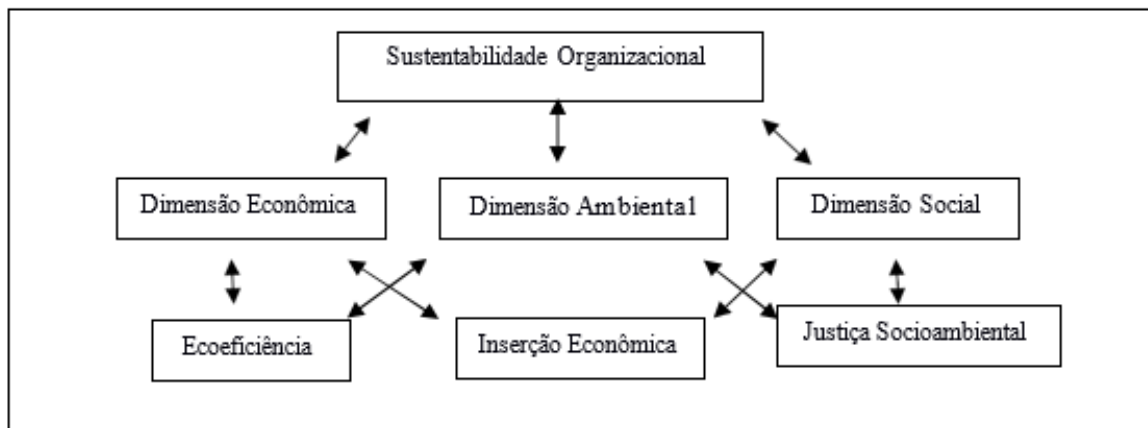 Sustentabilidade Organizacional
Dimensão Econômica
Dimensão Ambiental
Dimensão Social
Ecoeficiência
Inserção Econômica
Justiça Socioambiental